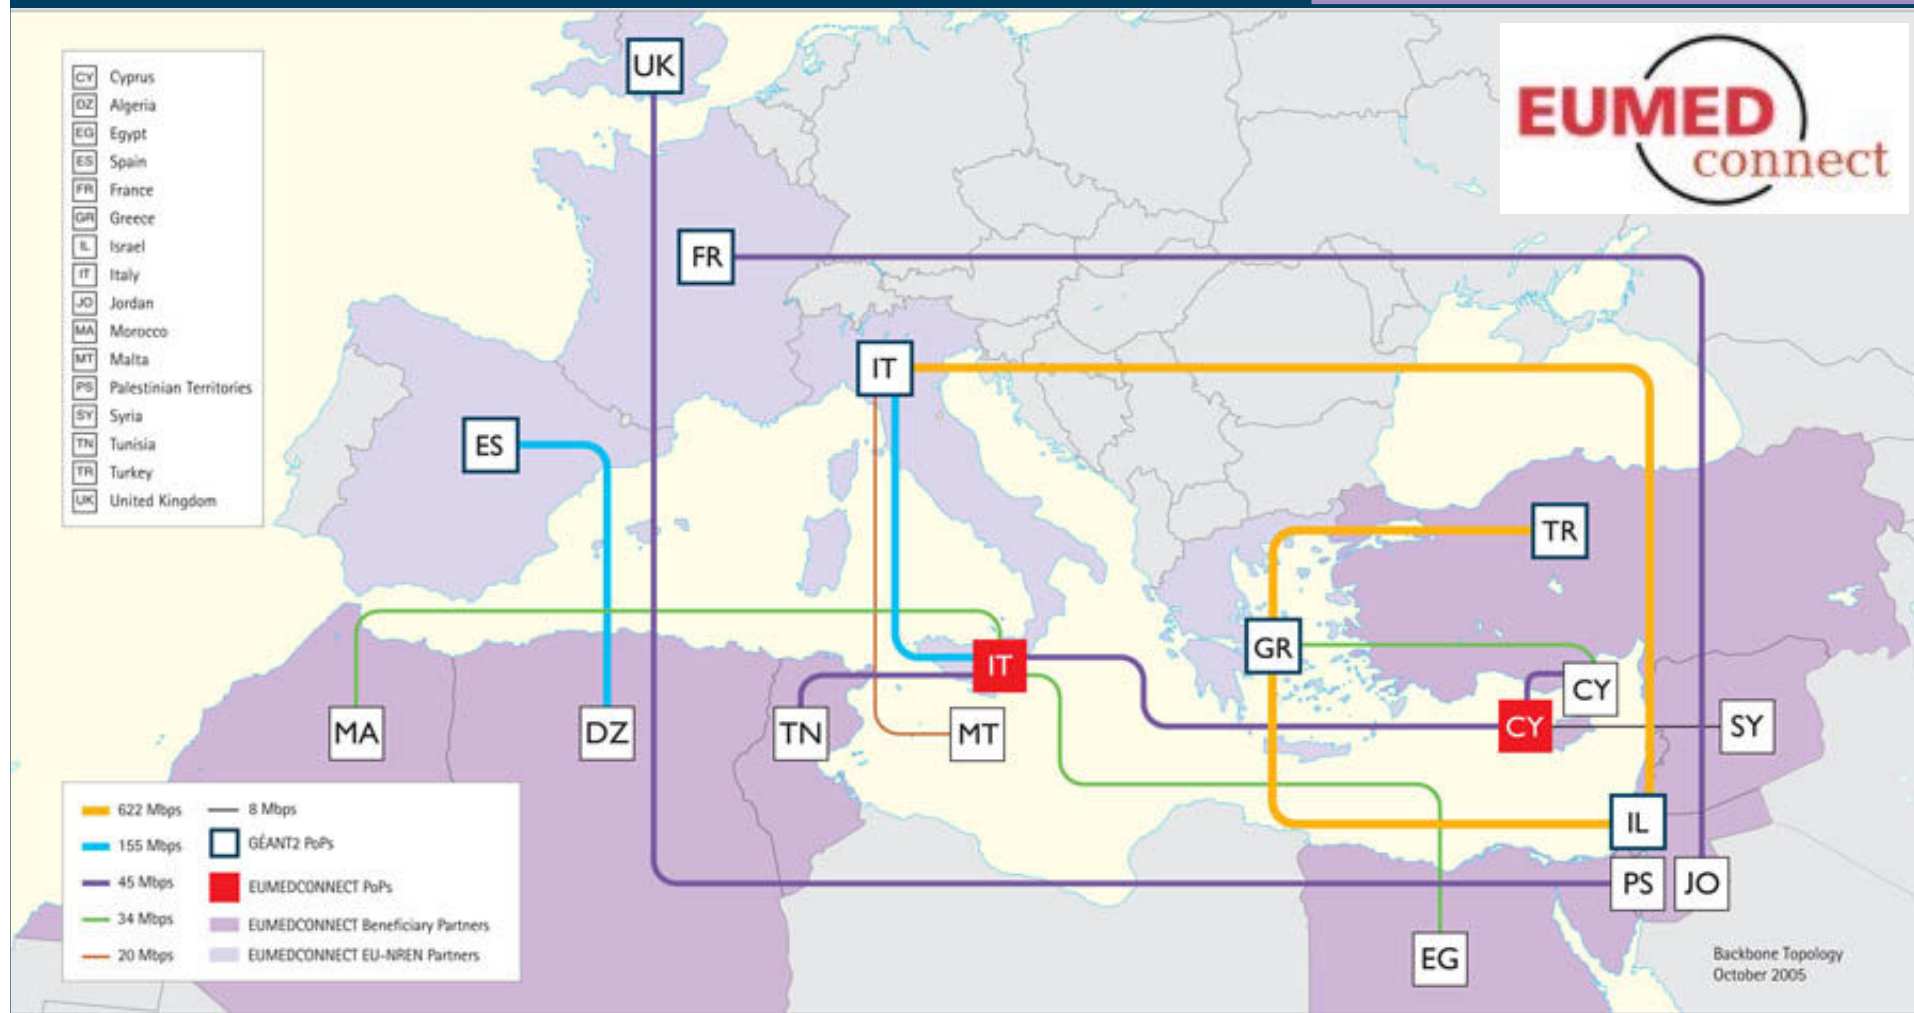 EUMED
connect
CY Cyprus
DZ Algeria
EG Egypt
ES Spain
FR France
GR Greece
IL Israel
IT Italy
JO Jordan
MA Morocco
MT Malta
PS Palestinian Territories
SY Syria
TN Tunisia
TR Turkey
UK United Kingdom
UK
FR
IT
ES
TR
GR
IT
CY
CY
SY
MA
DZ
TN
MT
IL
PS
JO
EG
622 Mbps
155 Mbps
45 Mbps
34 Mbps
20 Mbps
8 Mbps
GÉANT2 PoPs
EUMEDCONNECT PoPs
EUMEDCONNECT Beneficiary Partners
EUMEDCONNECT EU-NREN Partners
Backbone Topology
October 2005